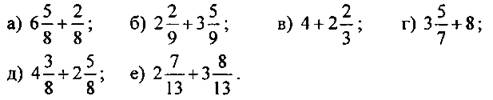 а) 6 5/8 + 2/8; б) 2 2/9 + 3 5/9; в) 4 + 2 2/3; г) 3 5/7 + 8;
д) 4 3/8 + 2 5/8; е) 2 7/13 + 3 8/13.